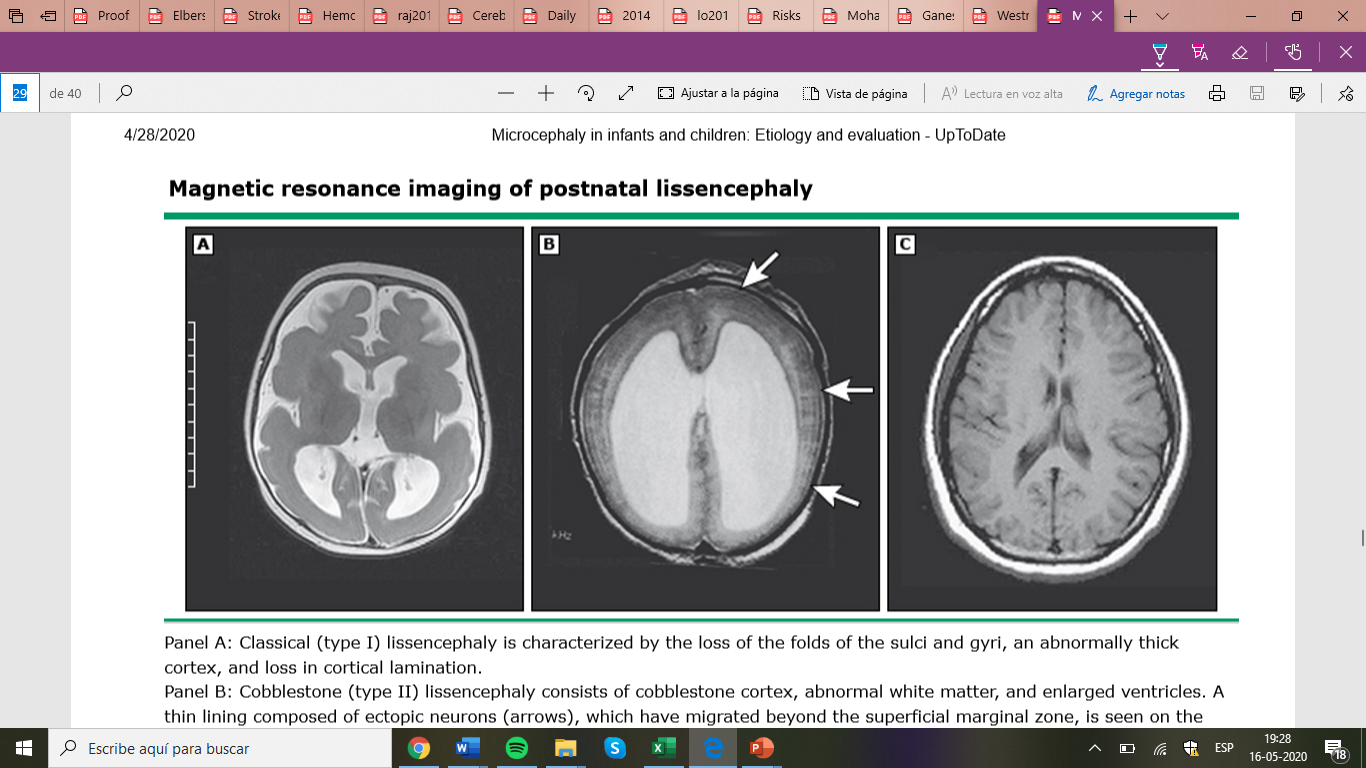 Proof
Elbers
Stroke
Hemo
raj201
Cereb
Daily
2014
lo201
Risks
Moha
Ganes
Westr
M
29 de 40
Ajustar a la página
Vista de página
Lectura en voz alta
Agregar notas
4/28/2020 Microcephaly in infants and children: Etiology and evaluation - UpToDate
Magnetic resonance imaging of postnatal lissencephaly
A
B
C
kHz
Panel A: Classical (type I) lissencephaly is characterized by the loss of the folds of the sulci and gyri, an abnormally thick
cortex, and loss in cortical lamination.
Panel B: Cobblestone (type II) lissencephaly consists of cobblestone cortex, abnormal white matter, and enlarged ventricles. A
thin lining composed of ectopic neurons (arrows), which have migrated beyond the superficial marginal zone, is seen on the
Escribe aquí para buscar
ESP
19:28
16-05-2020
18